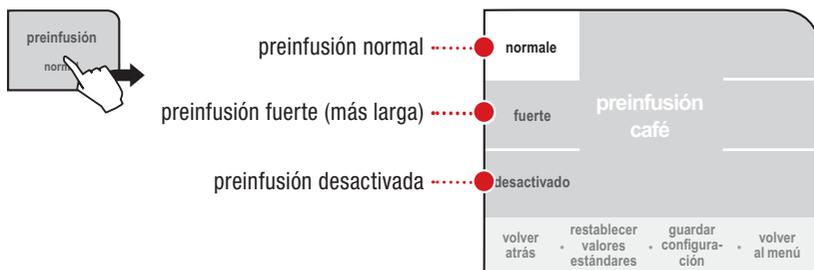 preinfusión
normal
preinfusión normal
preinfusión fuerte (más larga)
preinfusión desactivada
normale
fuerte
desactivado
preinfusión
café
volver
atrás
restablecer
valores
estándares
guardar
configura-
ción
volver
al menú